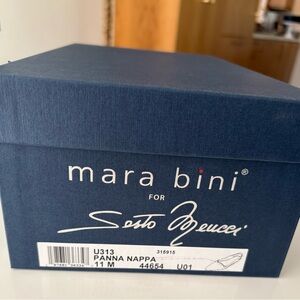 mara bini®
FOR
Sesto Meucci
U313 315915
PANNA NAPPA
11 M 44654 U01